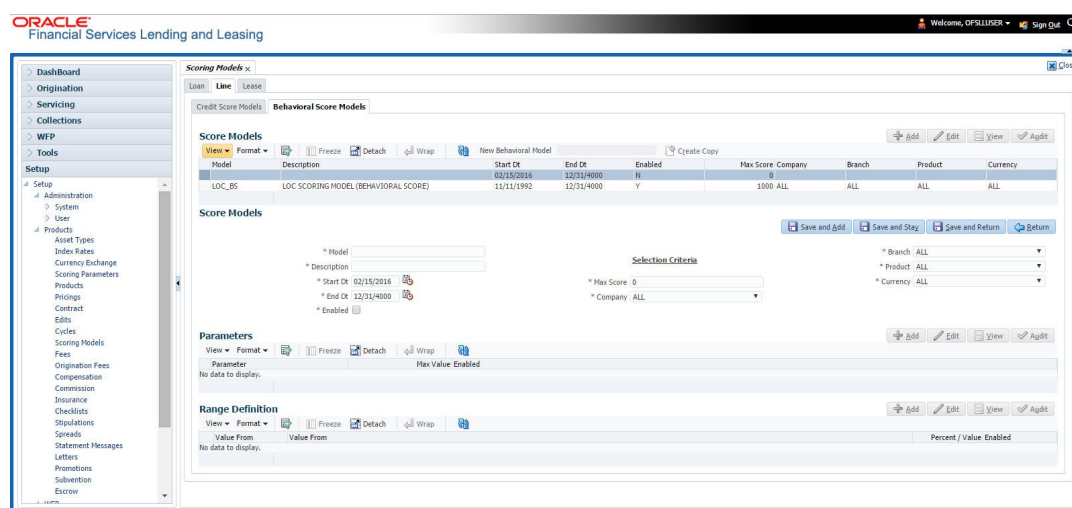 ORACLE
Financial Services Lending and Leasing
Welcome, OFSLLUSER
Sign Out
DashBoard
Origination
Servicing
Collections
WFP
Tools
Setup
Setup
Administration
System
User
Products
Asset Types
Index Rates
Currency Exchange
Scoring Parameters
Products
Pricings
Contract
Edits
Cycles
Scoring Models
Fees
Origination Fees
Compensation
Commission
Insurance
Checklists
Stipulations
Spreads
Statement Messages
Letters
Promotions
Subvention
Escrow
Scoring Models x
Clos
Loan Line Lease
Credit Score Models Behavioral Score Models
Score Models
Add Edit View Audit
View Format Freeze Detach Wrap New Behavioral Model Create Copy
Model Description Start Dt End Dt Enabled Max Score Company Branch Product Currency
02/15/2016 12/31/4000 N 0
LOC_BS LOC SCORING MODEL (BEHAVIORAL SCORE) 11/11/1992 12/31/4000 Y 1000 ALL ALL ALL ALL
Score Models
Save and Add Save and Stay Save and Return Return
* Model
* Description
* Start Dt 02/15/2016
* End Dt 12/31/4000
* Enabled
Selection Criteria
* Max Score 0
* Company ALL
* Branch ALL
* Product ALL
* Currency ALL
Parameters
Add Edit View Audit
View Format Freeze Detach Wrap
Parameter Max Value Enabled
No data to display.
Range Definition
Add Edit View Audit
View Format Freeze Detach Wrap
Value From Value From Percent / Value Enabled
No data to display.